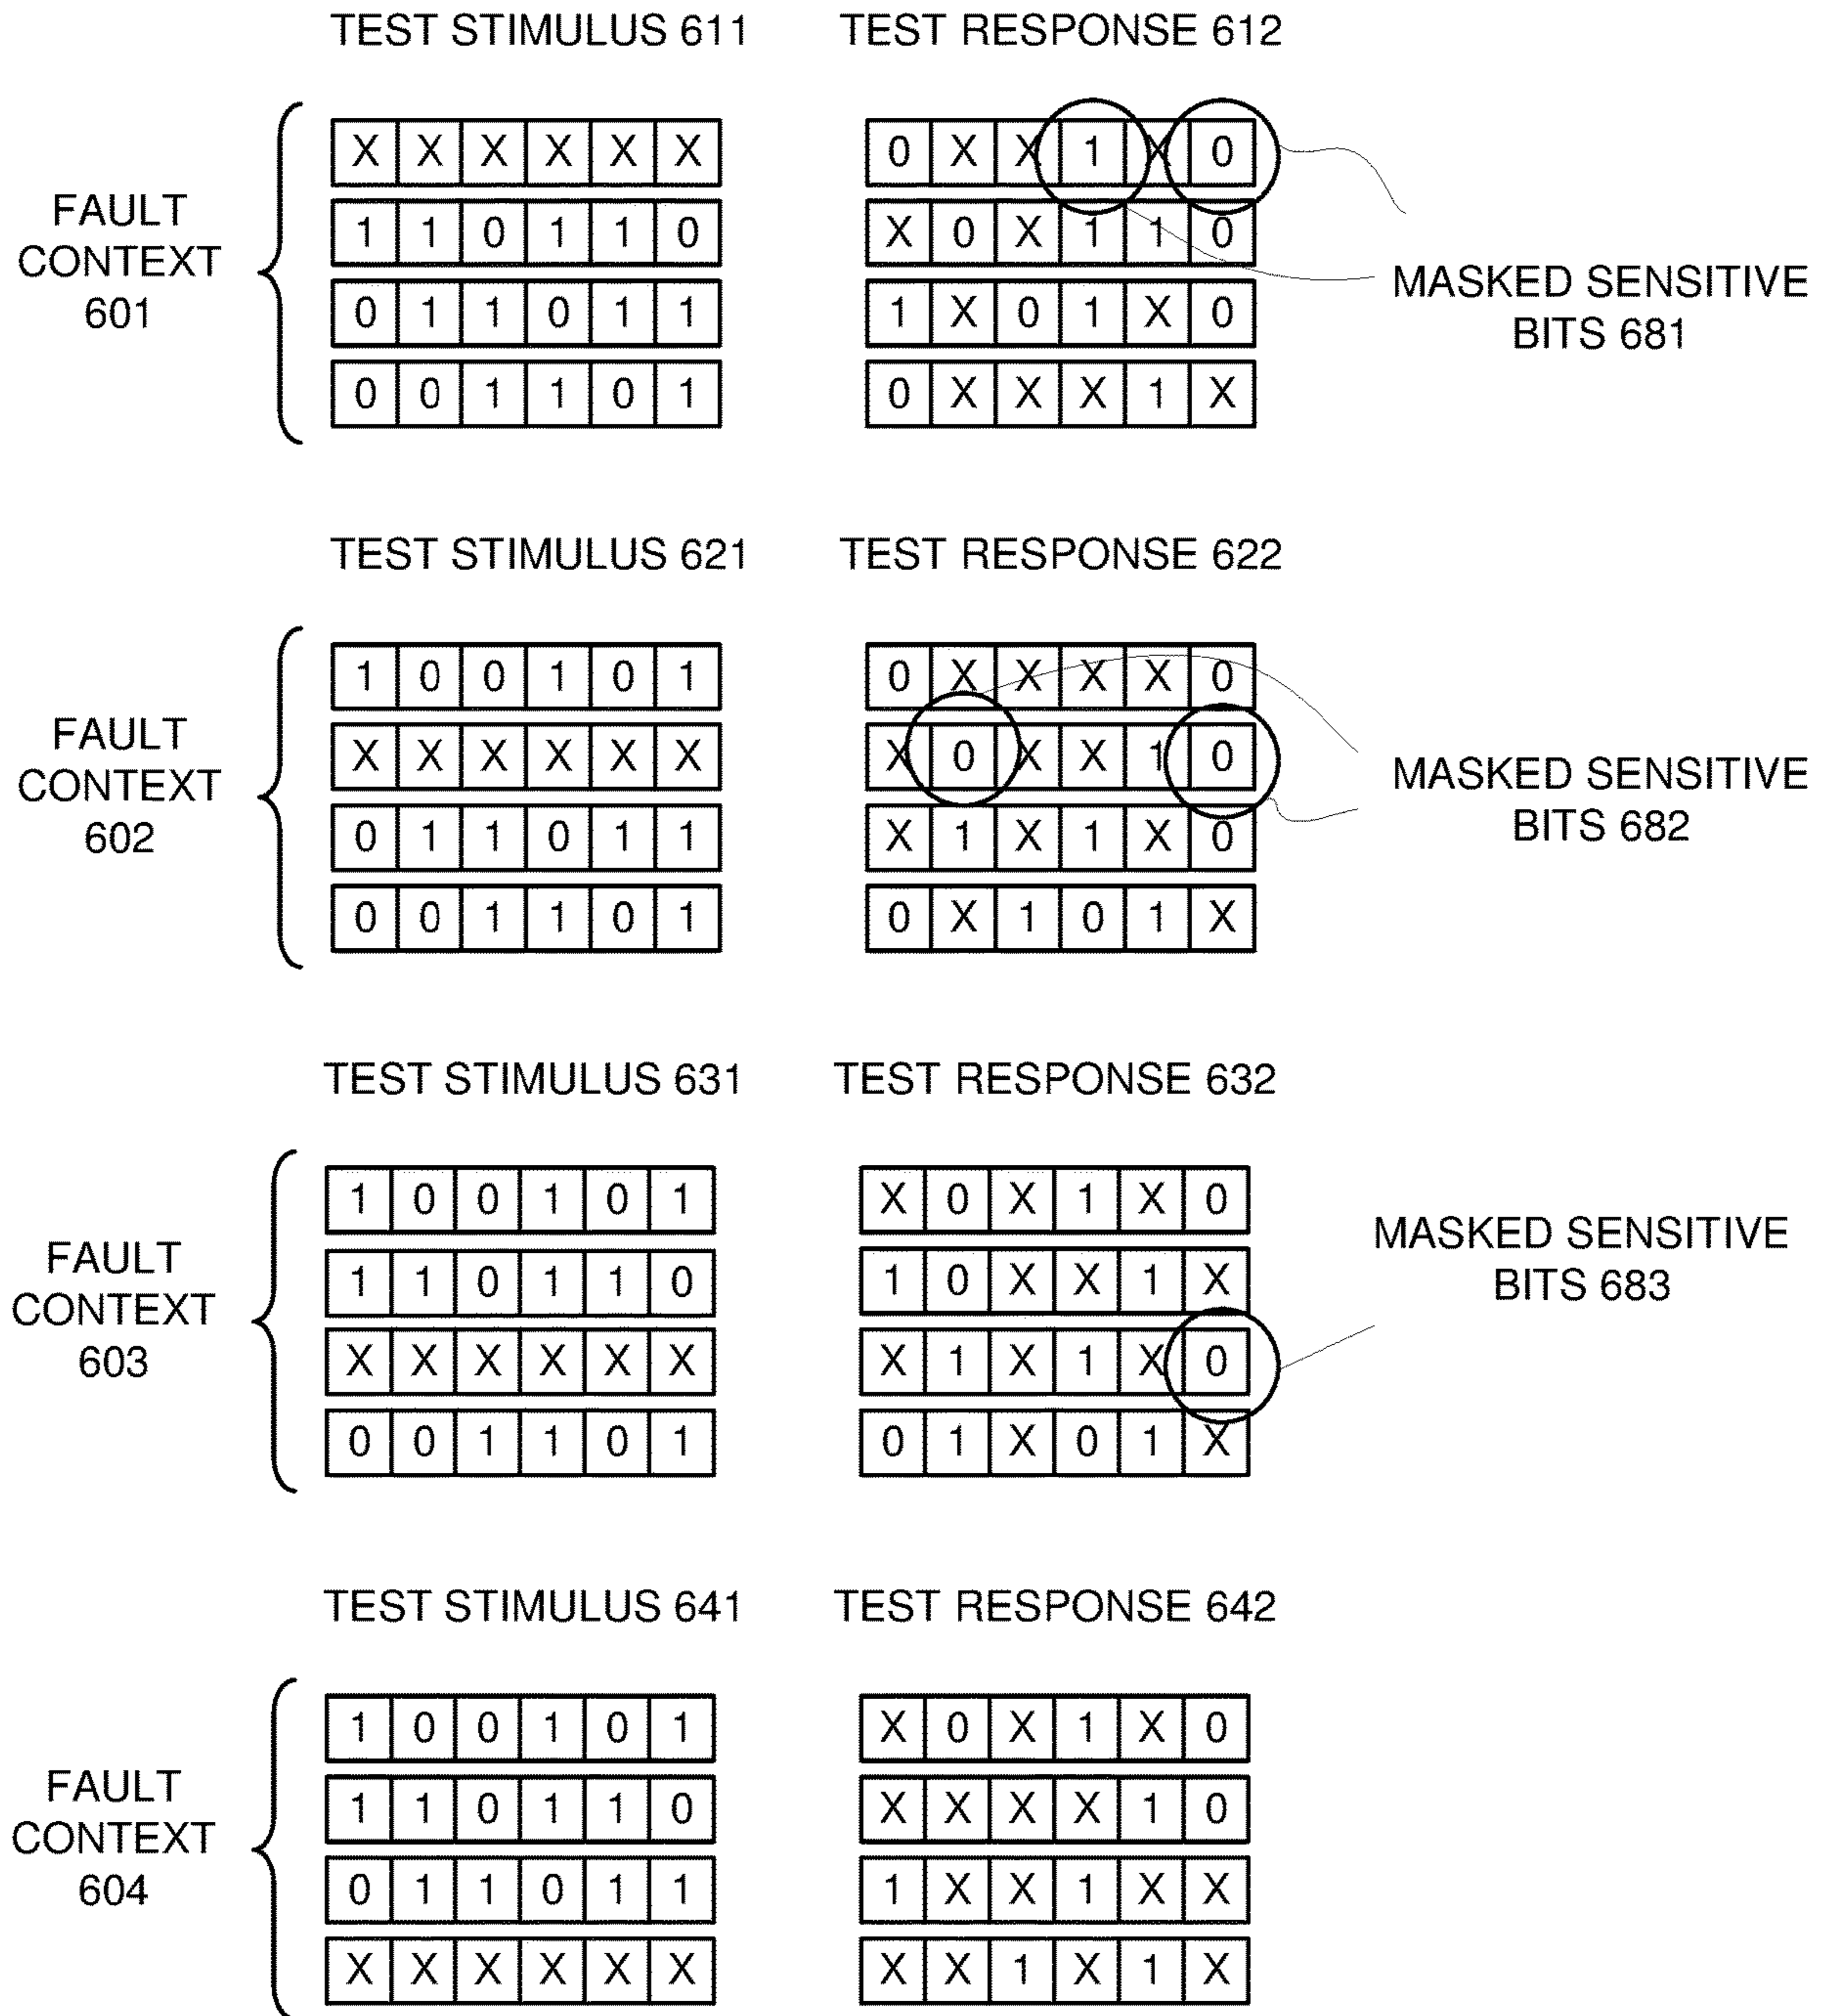 TEST STIMULUS 611 TEST RESPONSE 612
FAULT
CONTEXT
601
X X X X X X 0 X X 1 X 0
1 1 0 1 1 0 X 0 X 1 1 0
0 1 1 0 1 1 1 X 0 1 X 0
0 0 1 1 0 1 0 X X X 1 X
MASKED SENSITIVE
BITS 681
TEST STIMULUS 621 TEST RESPONSE 622
FAULT
CONTEXT
602
1 0 0 1 0 1 0 X X X X 0
X X X X X X X 0 X X 1 0
0 1 1 0 1 1 X 1 X 1 X 0
0 0 1 1 0 1 0 X 1 0 1 X
MASKED SENSITIVE
BITS 682
TEST STIMULUS 631 TEST RESPONSE 632
FAULT
CONTEXT
603
1 0 0 1 0 1 X 0 X 1 X 0
1 1 0 1 1 0 1 0 X X 1 X
X X X X X X X 1 X 1 X 0
0 0 1 1 0 1 0 1 X 0 1 X
MASKED SENSITIVE
BITS 683
TEST STIMULUS 641 TEST RESPONSE 642
FAULT
CONTEXT
604
1 0 0 1 0 1 X 0 X 1 X 0
1 1 0 1 1 0 X X X X 1 0
0 1 1 0 1 1 1 X X 1 X X
X X X X X X X X 1 X 1 X